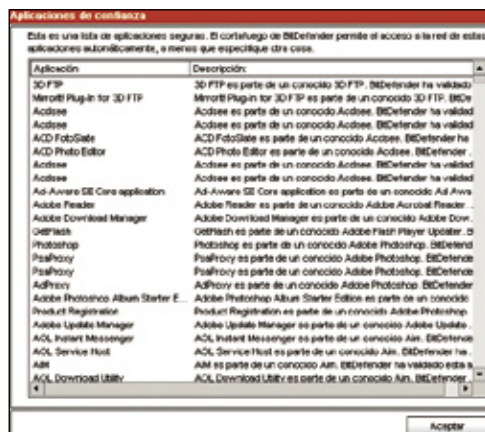 Aplicaciones de confianza
Esta es una lista de aplicaciones seguras. El cortafuego de BitDefender permite el acceso a la red de estas
aplicaciones automáticamente, a menos que especifique otra cosa.
Aplicación Descripción:
3D FTP 3D FTP es parte de un conocido 3D FTP. BitDefender ha validado
Mirrorit! Plug-in for 3D FTP Mirrorit! Plug-in for 3D FTP es parte de un conocido 3D FTP. BitDe
Acdsee Acdsee es parte de un conocido Acdsee. BitDefender ha validad
Acdsee Acdsee es parte de un conocido Acdsee. BitDefender ha validad
ACD FotoSlate ACD FotoSlate es parte de un conocido Acdsee. BitDefender ha
ACD Photo Editor ACD Photo Editor es parte de un conocido Acdsee. BitDefender .
Acdsee Acdsee es parte de un conocido Acdsee. BitDefender ha validad
Acdsee Acdsee es parte de un conocido Acdsee. BitDefender ha validad
Ad-Aware SE Core application Ad-Aware SE Core application es parte de un conocido Ad Awa
Adobe Reader Adobe Reader es parte de un conocido Adobe Acrobat Reader ..
Adobe Download Manager Adobe Download Manager es parte de un conocido Adobe Dow..
GetFlash GetFlash es parte de un conocido Adobe Flash Player Updater. B
Photoshop Photoshop es parte de un conocido Adobe Photoshop. BitDefend
PsaProxy PsaProxy es parte de un conocido Adobe Photoshop. BitDefende
PsaProxy PsaProxy es parte de un conocido Adobe Photoshop. BitDefende
AdProxy AdProxy es parte de un conocido Adobe Photoshop. BitDefender
Adobe Photoshop Album Starter E... Adobe Photoshop Album Starter Edition es parte de un conocido
Product Registration Product Registration es parte de un conocido Adobe Photoshop.
Adobe Update Manager Adobe Update Manager es parte de un conocido Adobe Update .
AOL Instant Messenger AOL Instant Messenger es parte de un conocido Aim. BitDefend
AOL Service Host AOL Service Host es parte de un conocido Aim. BitDefender ha .
AIM AIM es parte de un conocido Aim. BitDefender ha validado esta a
AOL Download Utility AOL Download Utility es parte de un conocido Aim. BitDefender
Aceptar